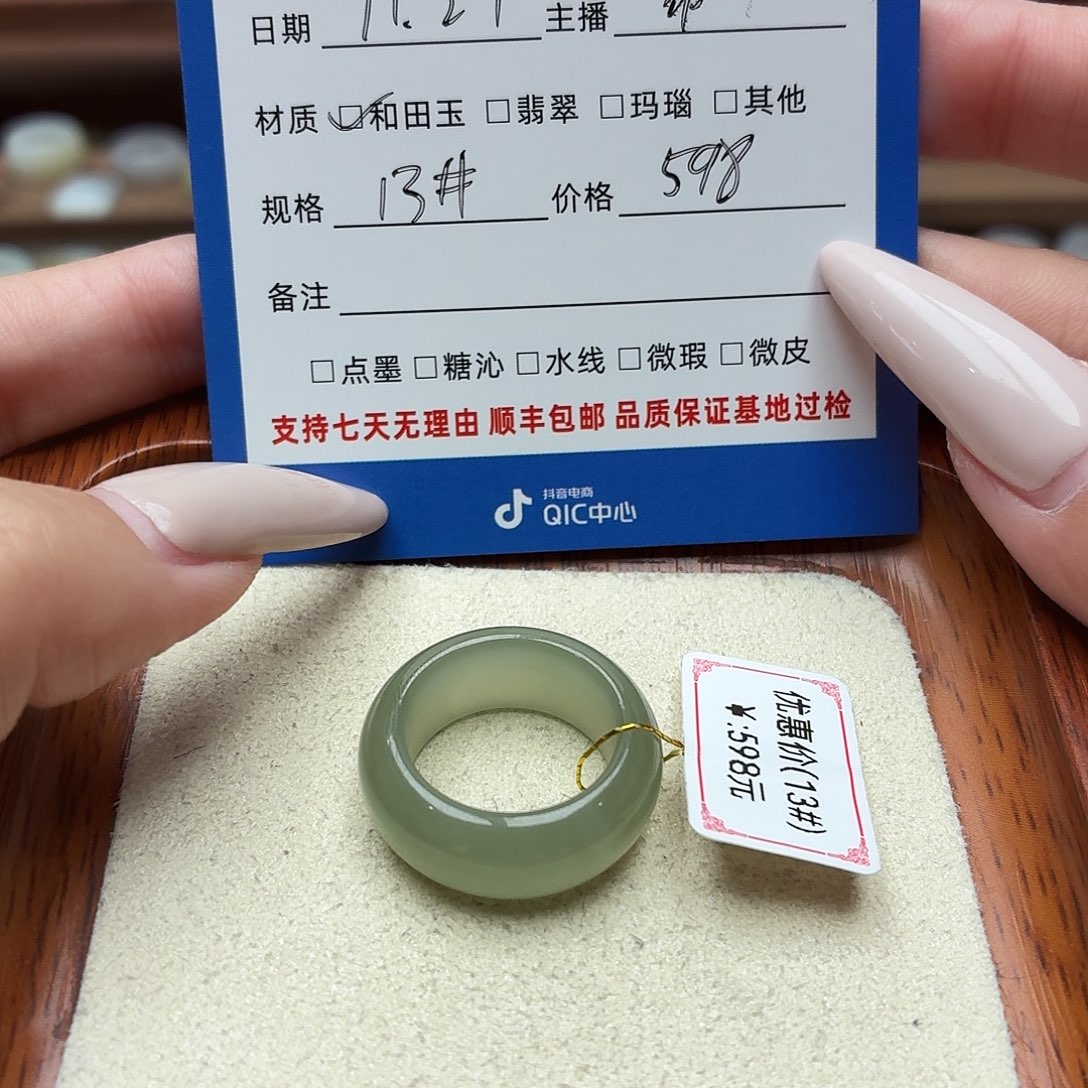 日期 11.29 主播
材质 ☑和田玉 □翡翠 □玛瑙 □其他
规格 13# 价格 598
备注
□点墨 □糖沁 □水线 □微瑕 □微皮
支持七天无理由 顺丰包邮 品质保证基地过检
抖音电商
QIC中心
优惠价(13#)
¥:598元